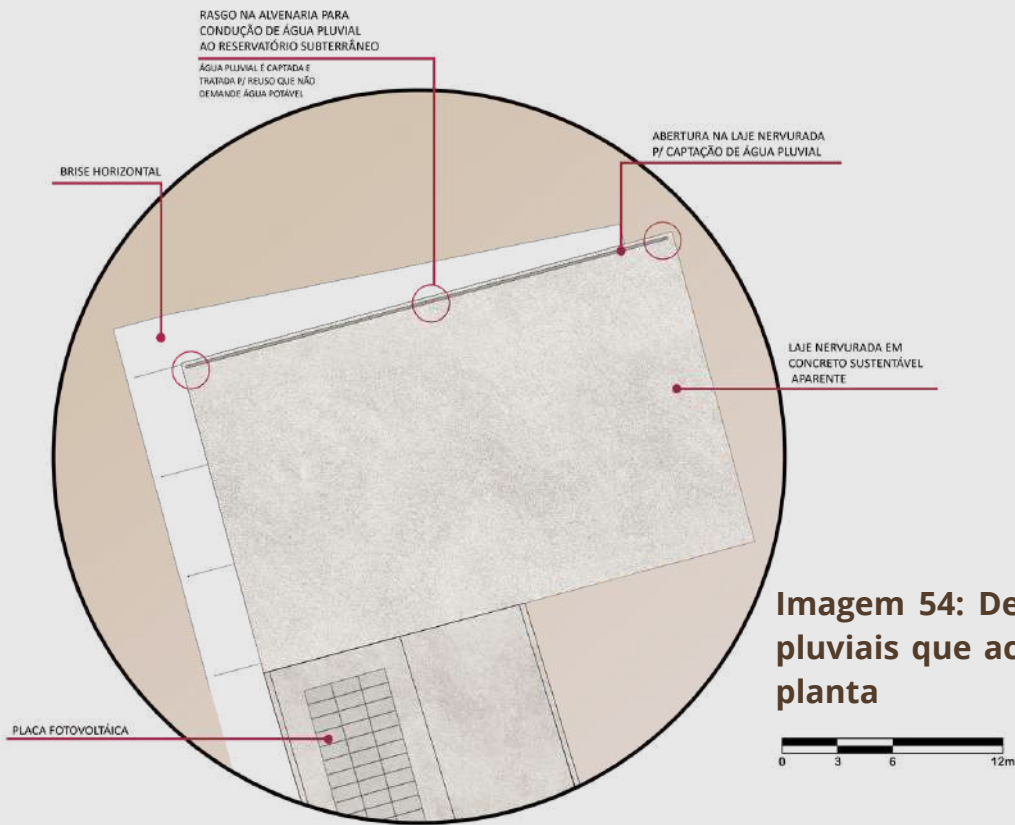 RASGO NA ALVENARIA PARA
CONDUÇÃO DE ÁGUA PLUVIAL
AO RESERVATÓRIO SUBTERRÂNEO
ÁGUA PLUVIAL É CAPTADA E
TRATADA P/ REUSO QUE NÃO
DEMANDE ÁGUA POTÁVEL
ABERTURA NA LAJE NERVURADA
P/ CAPTAÇÃO DE ÁGUA PLUVIAL
BRISE HORIZONTAL
LAJE NERVURADA EM
CONCRETO SUSTENTÁVEL
APARENTE
PLACA FOTOVOLTÁICA
Imagem 54: De
pluviais que ac
planta
0 3 6 12m